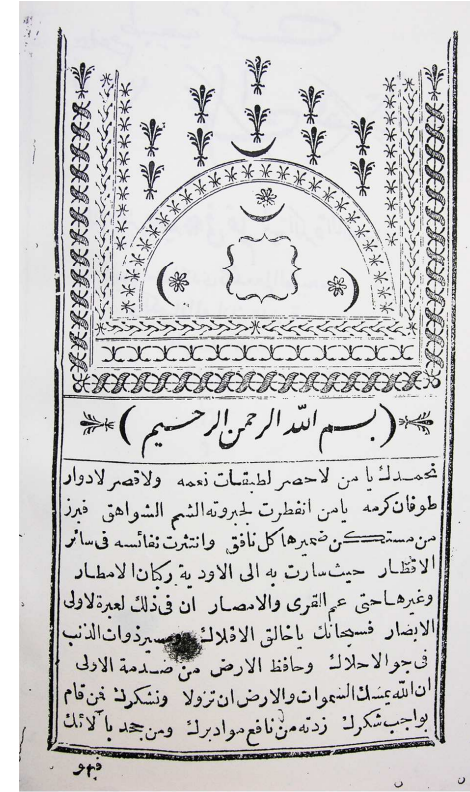 (بسم الله الرحمن الرحيم)
نحمدك يا من لا حصر لطبقات نعمه ولا قصر لادوار
طوفان كرمه يا من انفطرت لجبروته الشم الشواهق فبرز
من مستكن ضميرها كل نافق وانتثرت نفائسه في سائر
الاقطار حيث سارت به الى الاودية ركبان الامطار
وغيرها حتى عم القرى والامصار ان في ذلك لعبرة لاولى
الابصار فسبحانك يا خالق الافلاك ومسير ذوات الذنب
في جو الاحلاك وحافظ الارض من صدمة الاولى
ان الله يمسك السموات والارض ان تزولا ونشكرك فمن قام
بواجب شكرك زدته من نافع موادبرك ومن جحد بآلائك
فهو